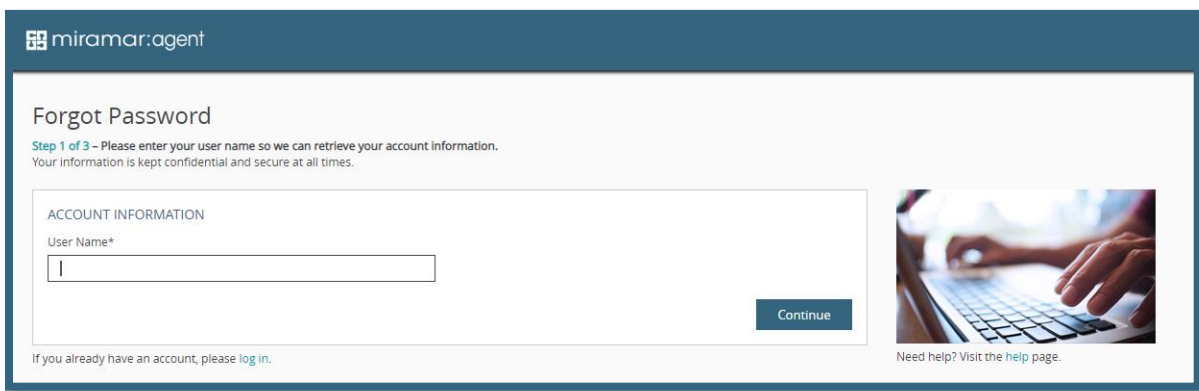 miramar:agent
Forgot Password
Step 1 of 3 – Please enter your user name so we can retrieve your account information.
Your information is kept confidential and secure at all times.
ACCOUNT INFORMATION
User Name*
Continue
If you already have an account, please log in.
Need help? Visit the help page.